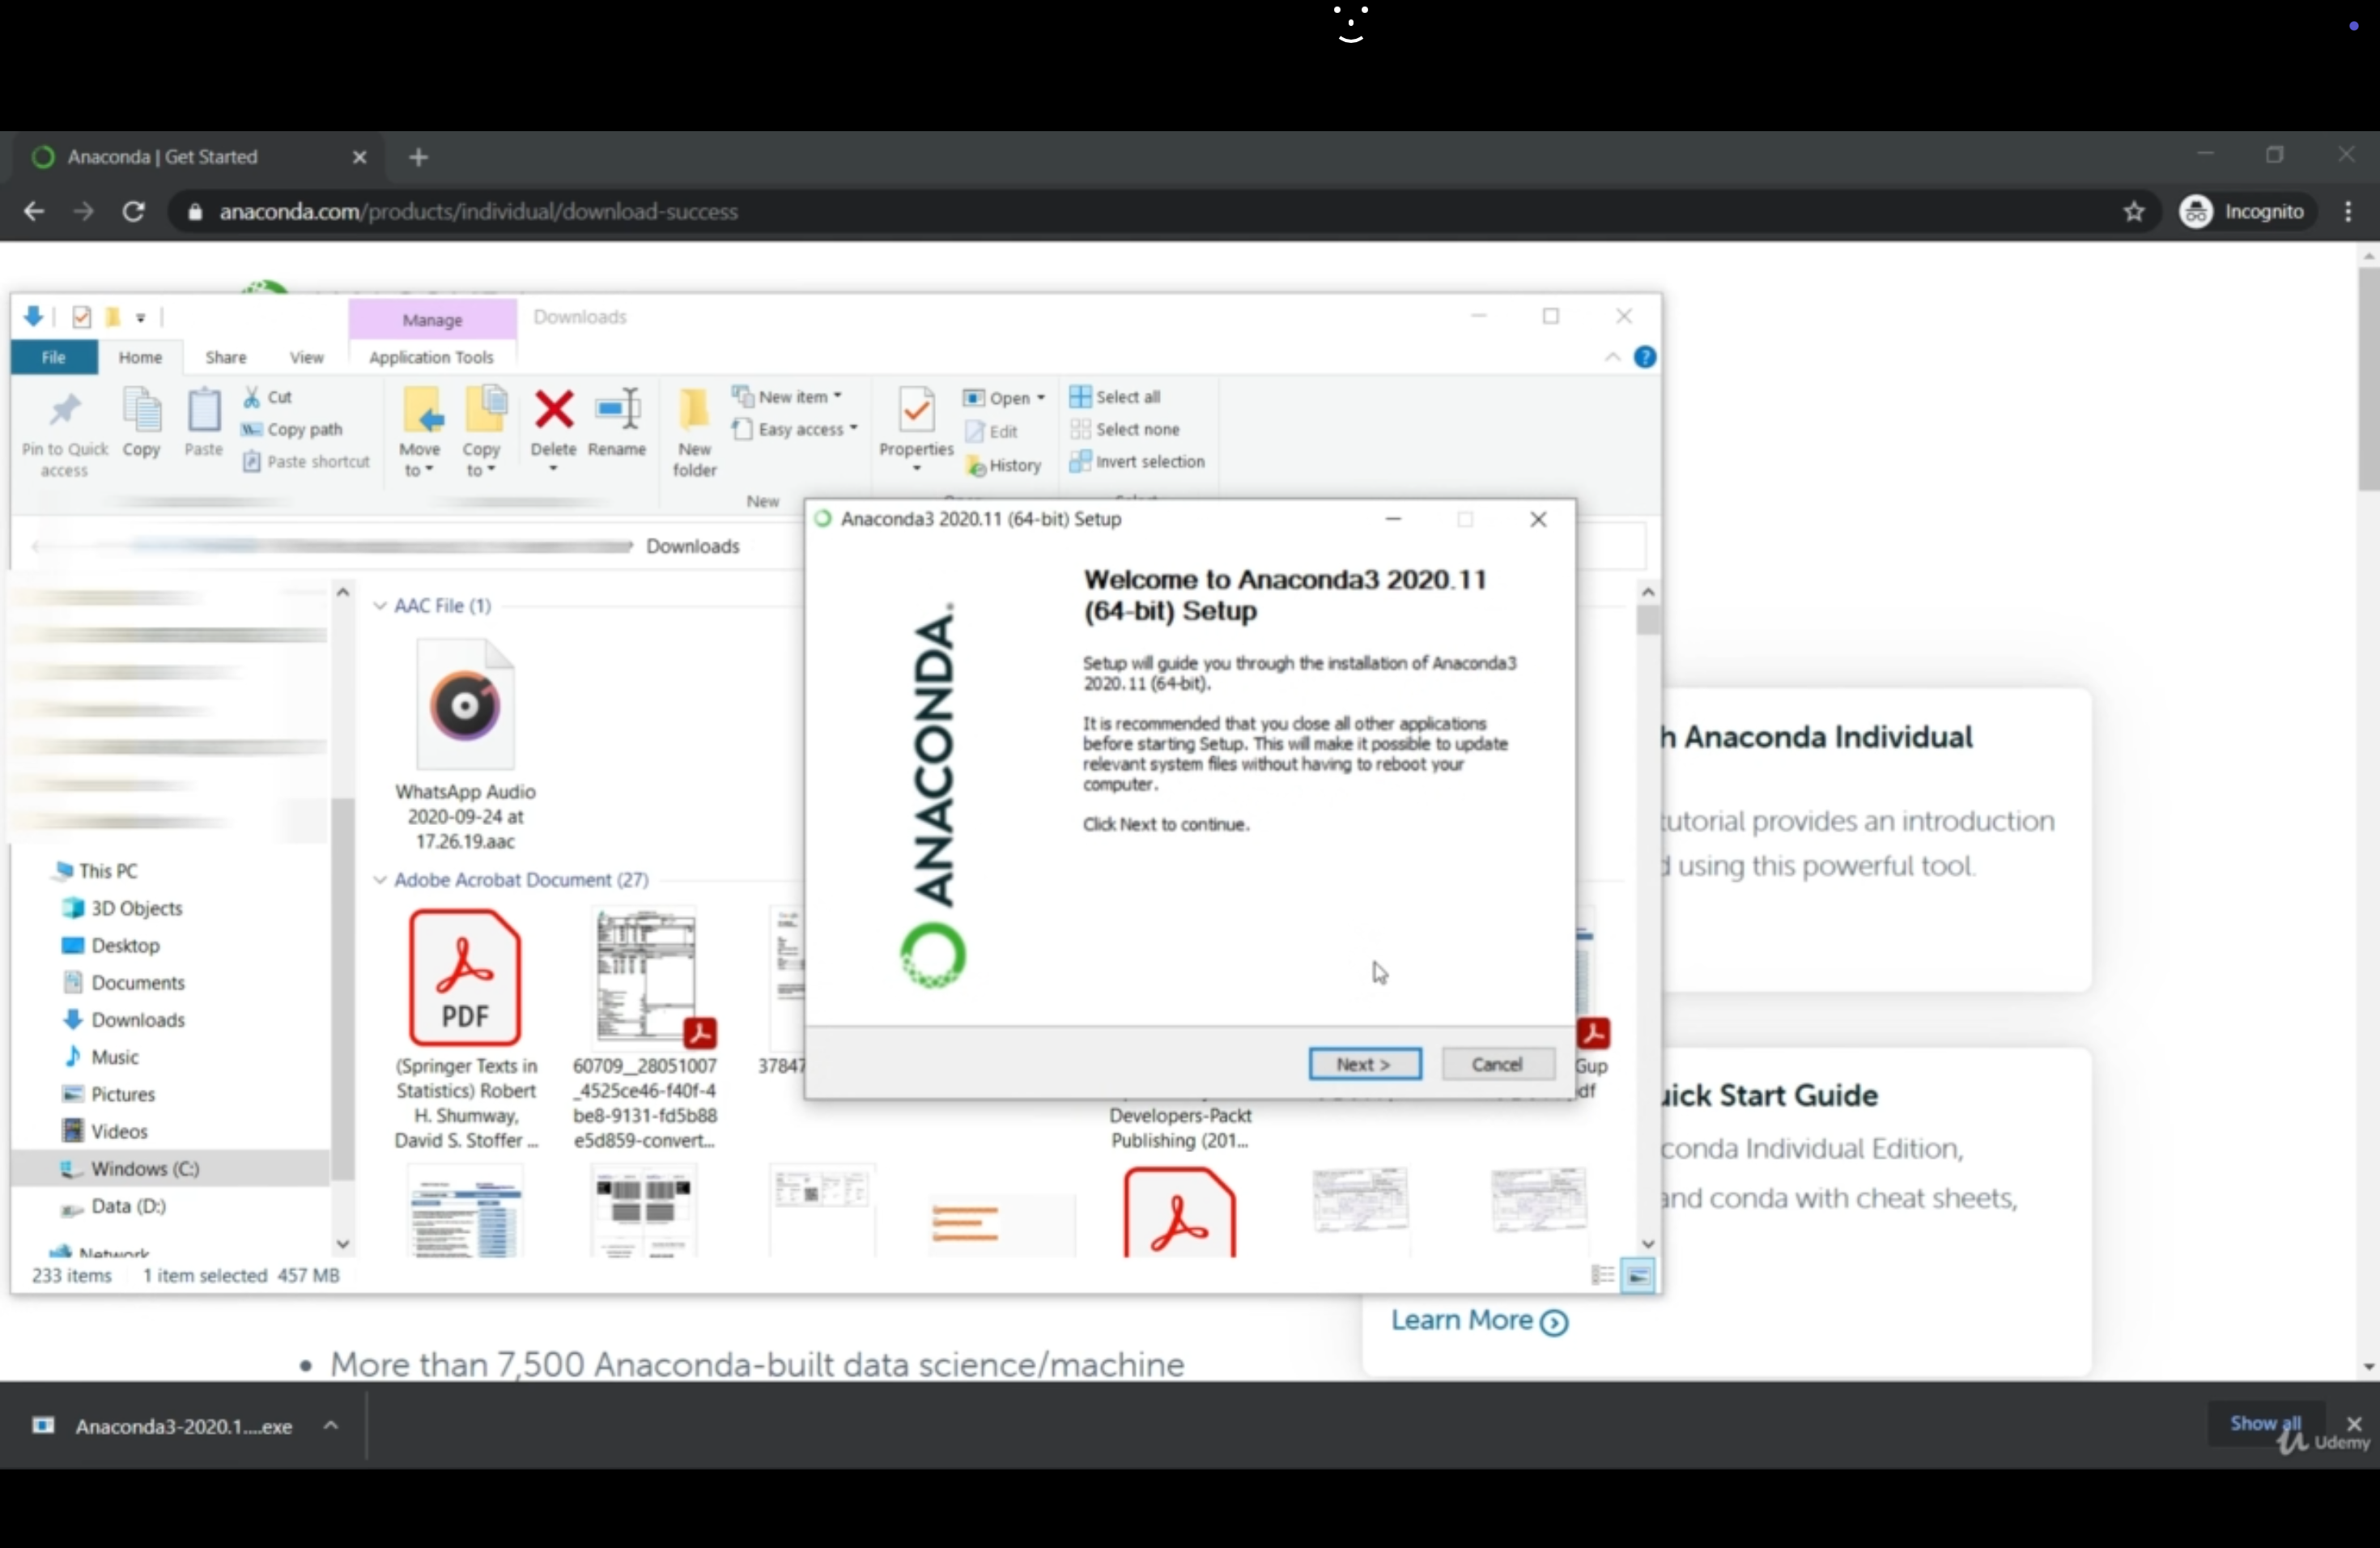 Anaconda | Get Started
anaconda.com/products/individual/download-success
Incognito
Manage
Downloads
File
Home
Share
View
Application Tools
Pin to Quick
access
Copy
Paste
Cut
Copy path
Paste shortcut
Move
to
Copy
to
Delete
Rename
New
folder
New item
Easy access
New
Properties
Open
Edit
History
Select all
Select none
Invert selection
Downloads
This PC
3D Objects
Desktop
Documents
Downloads
Music
Pictures
Videos
Windows (C:)
Data (D:)
Network
AAC File (1)
WhatsApp Audio
2020-09-24 at
17.26.19.aac
Adobe Acrobat Document (27)
PDF
(Springer Texts in
Statistics) Robert
H. Shumway,
David S. Stoffer ...
60709__28051007
_4525ce46-f40f-4
be8-9131-fd5b88
e5d859-convert...
37847
Developers-Packt
Publishing (201...
Gup
df
233 items
1 item selected 457 MB
Anaconda3 2020.11 (64-bit) Setup
ANACONDA.
Welcome to Anaconda3 2020.11
(64-bit) Setup
Setup will guide you through the installation of Anaconda3
2020.11 (64-bit).
It is recommended that you close all other applications
before starting Setup. This will make it possible to update
relevant system files without having to reboot your
computer.
Click Next to continue.
Next >
Cancel
h Anaconda Individual
tutorial provides an introduction
d using this powerful tool.
uick Start Guide
conda Individual Edition,
and conda with cheat sheets,
Learn More
• More than 7,500 Anaconda-built data science/machine
Anaconda3-2020.1....exe
Show all
Udemy